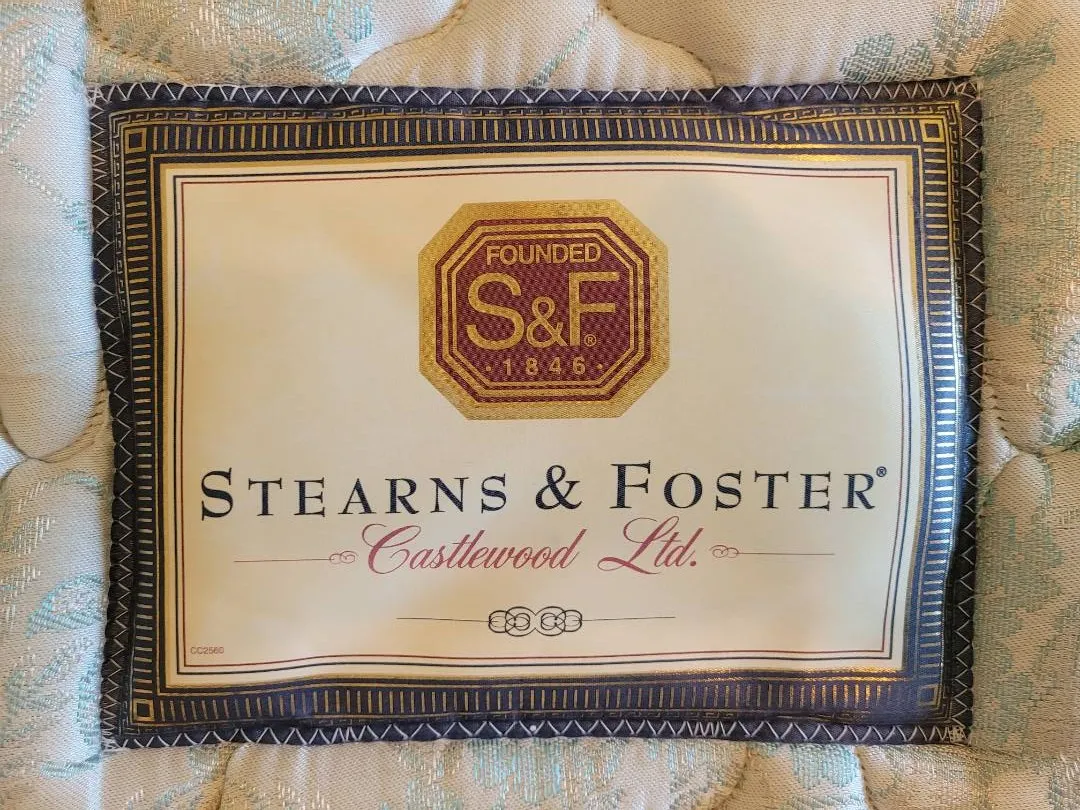 FOUNDED
S&F®
· 1846 ·
STEARNS & FOSTER®
Castlewood Ltd.
CC2560